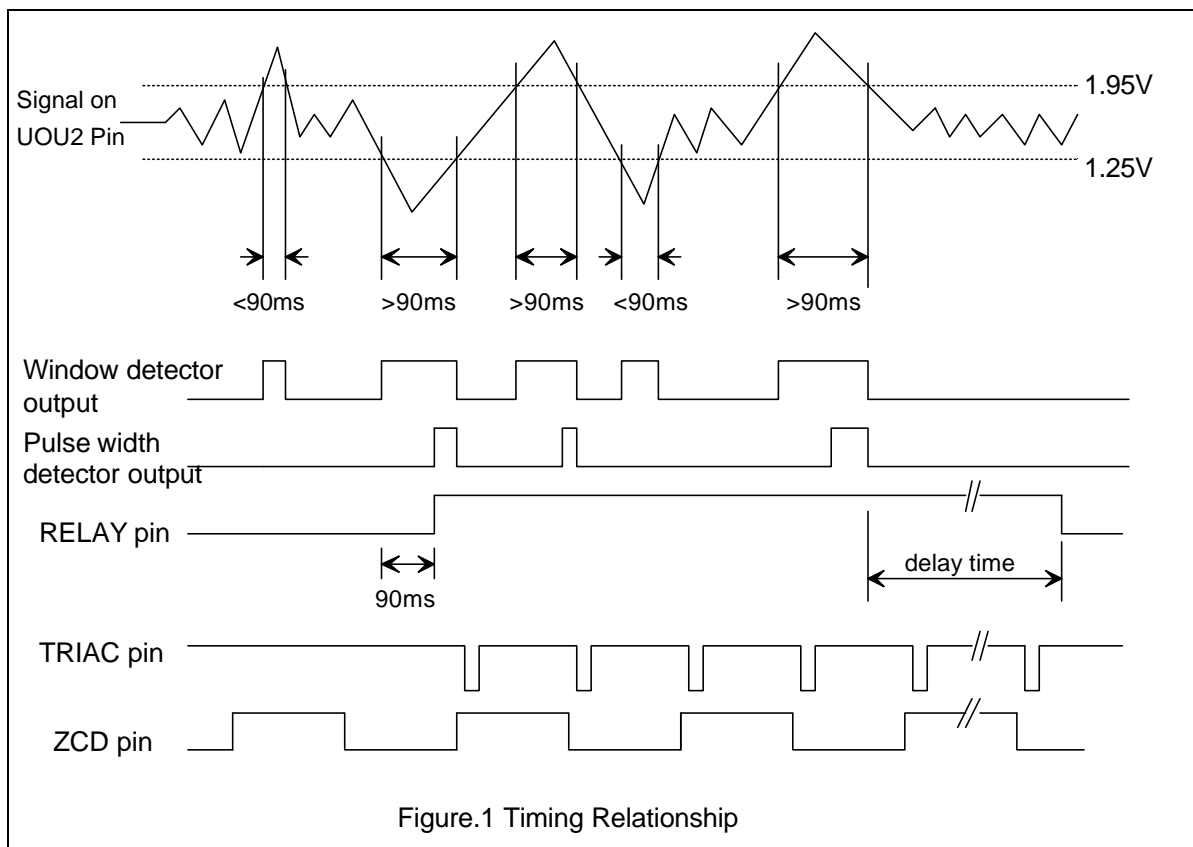 1.95V
Signal on
UOU2 Pin
1.25V
<90ms
>90ms
>90ms
<90ms
>90ms
Window detector
output
Pulse width
detector output
RELAY pin
delay time
90ms
TRIAC pin
ZCD pin
Figure.1 Timing Relationship